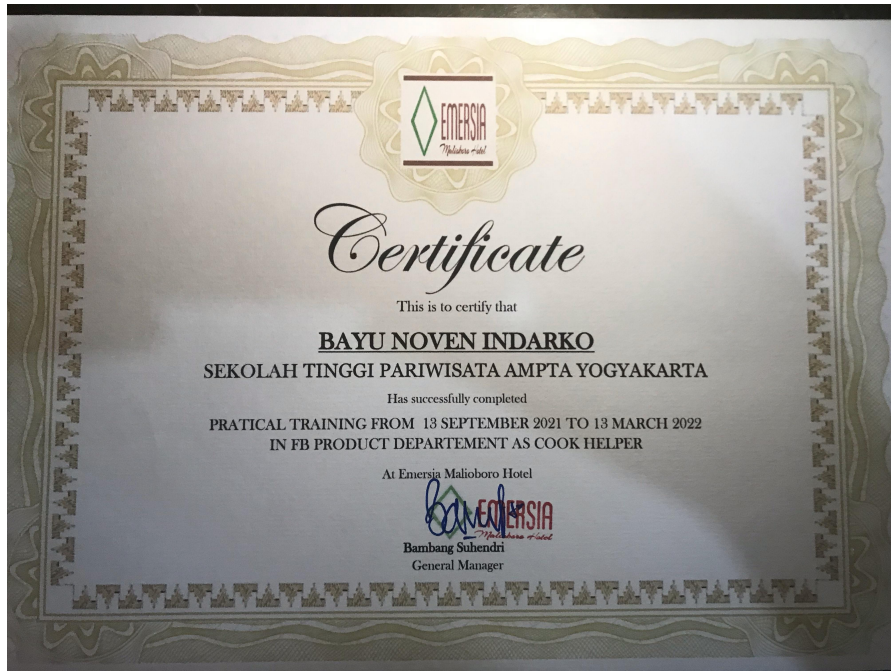 EMERSIA
Malioboro Hotel
Certificate
This is to certify that
BAYU NOVEN INDARKO
SEKOLAH TINGGI PARIWISATA AMPTA YOGYAKARTA
Has successfully completed
PRATICAL TRAINING FROM 13 SEPTEMBER 2021 TO 13 MARCH 2022
IN FB PRODUCT DEPARTEMENT AS COOK HELPER
At Emersia Malioboro Hotel
EMERSIA
Malioboro Hotel
Bambang Suhendri
General Manager